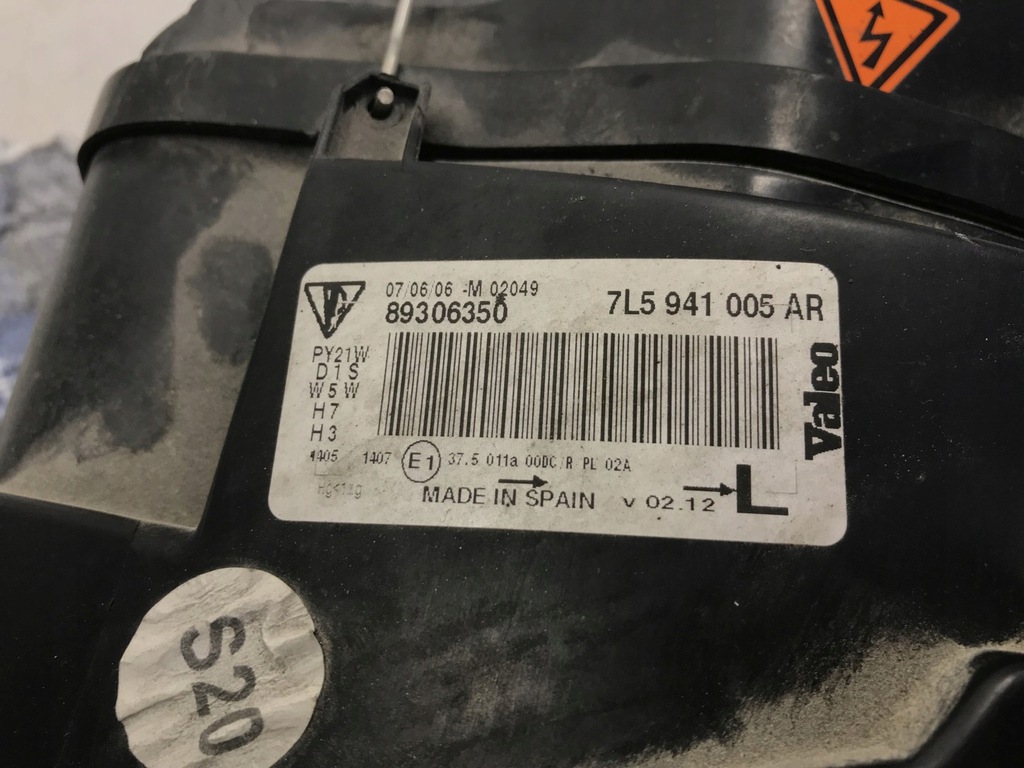 07/06/06 -M 02049
89306350
7L5 941 005 AR
PY21W
D1S
W5W
H7
H3
Valeo
1405 1407 E1 37.5 011a 00DC/R PL 02A
MADE IN SPAIN v 02.12 L
S20